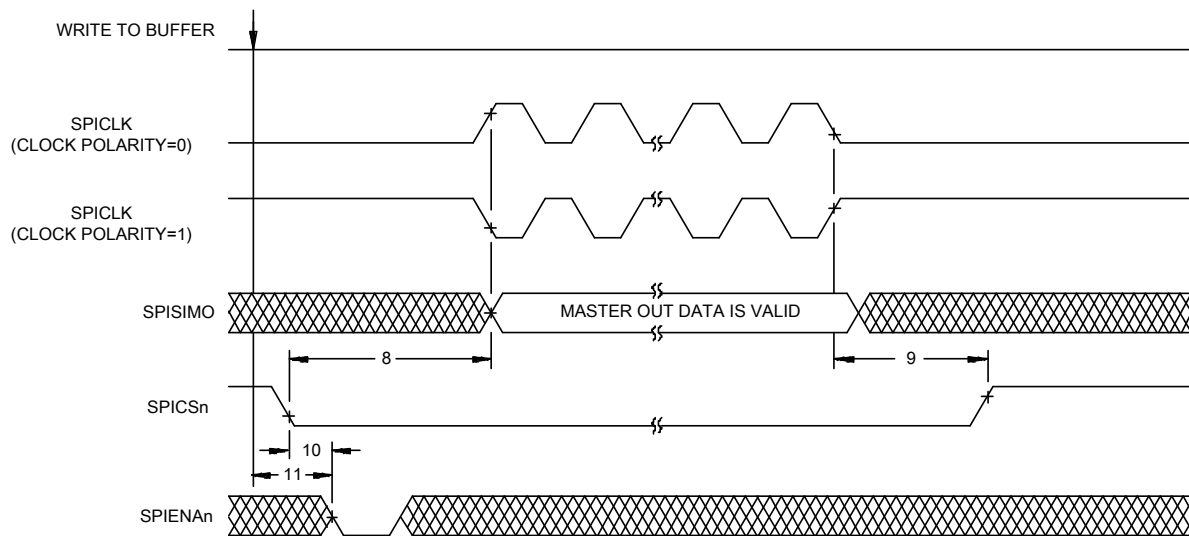 WRITE TO BUFFER
SPICLK
(CLOCK POLARITY=0)
SPICLK
(CLOCK POLARITY=1)
SPISIMO
MASTER OUT DATA IS VALID
8
9
SPICSn
10
11
SPIENAn